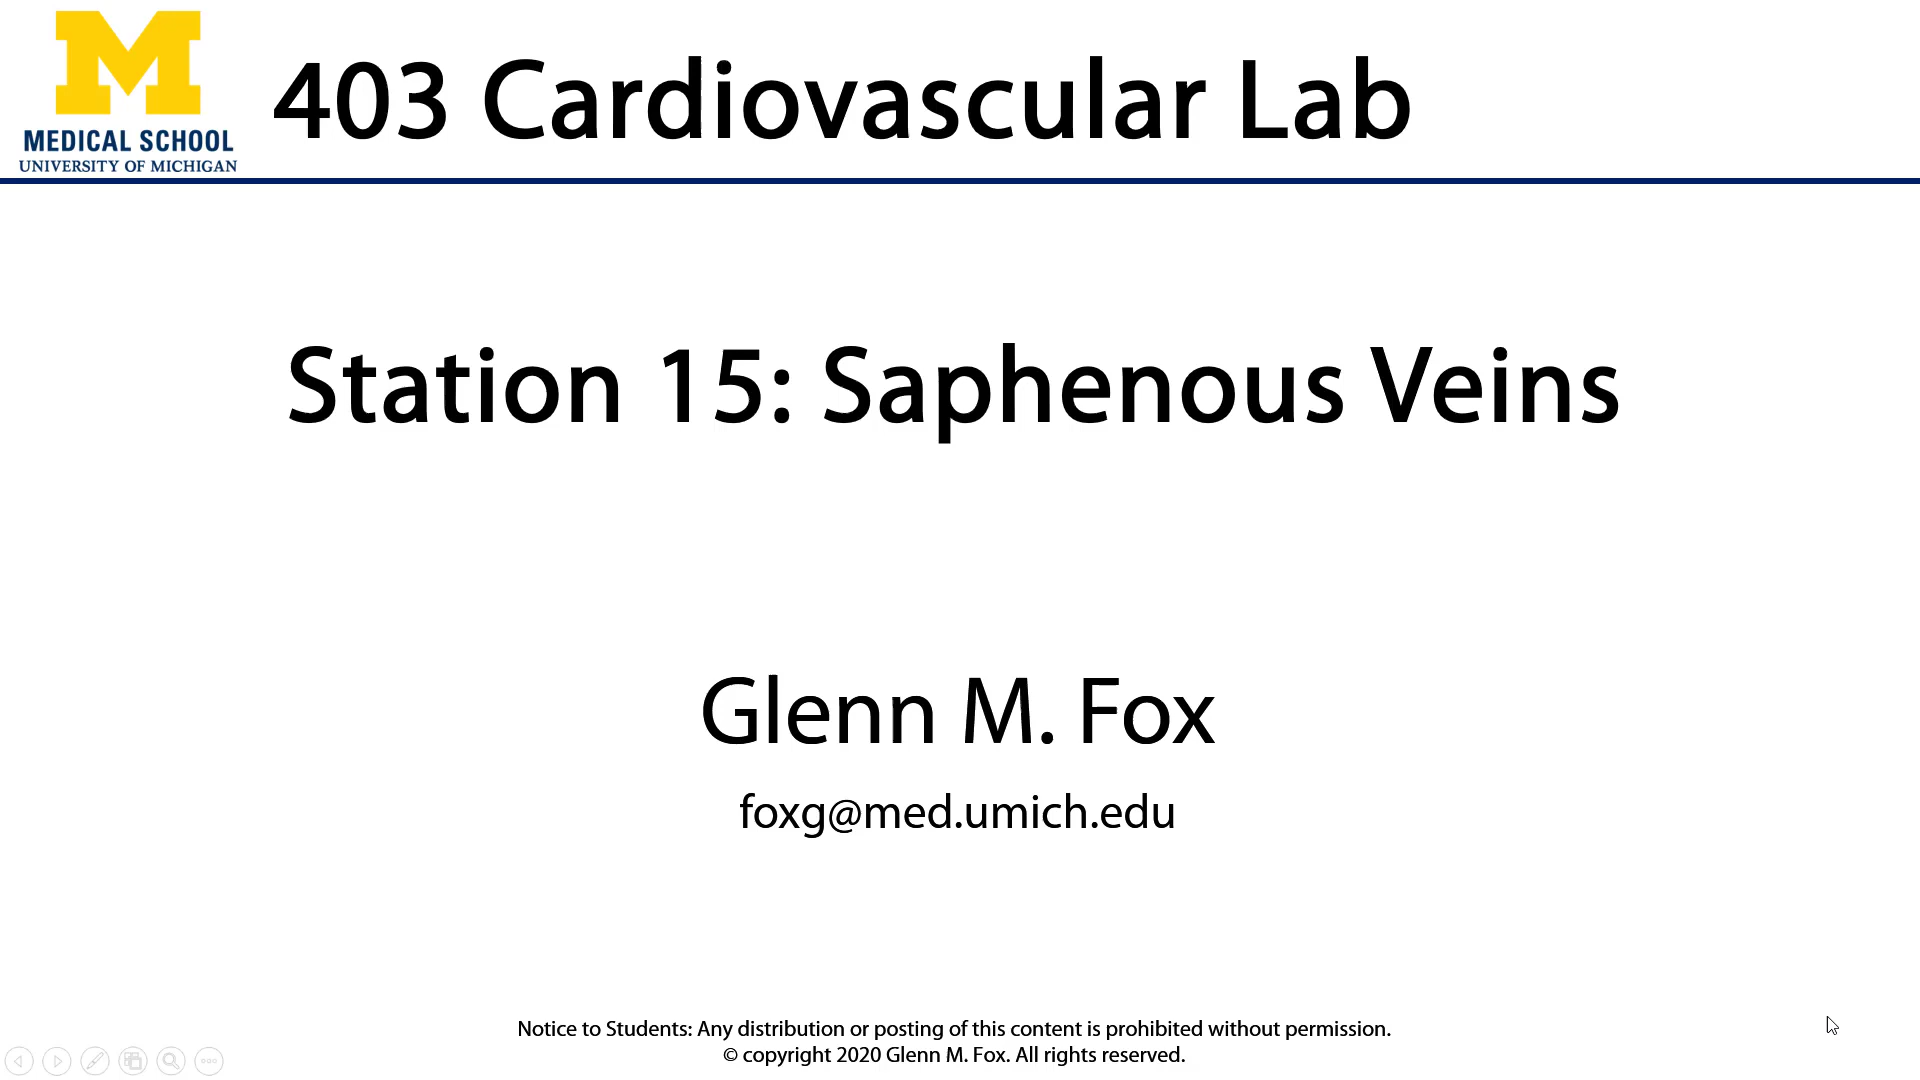 M
MEDICAL SCHOOL
UNIVERSITY OF MICHIGAN
403 Cardiovascular Lab
Station 15: Saphenous Veins
Glenn M. Fox
foxg@med.umich.edu
Notice to Students: Any distribution or posting of this content is prohibited without permission.
© copyright 2020 Glenn M. Fox. All rights reserved.